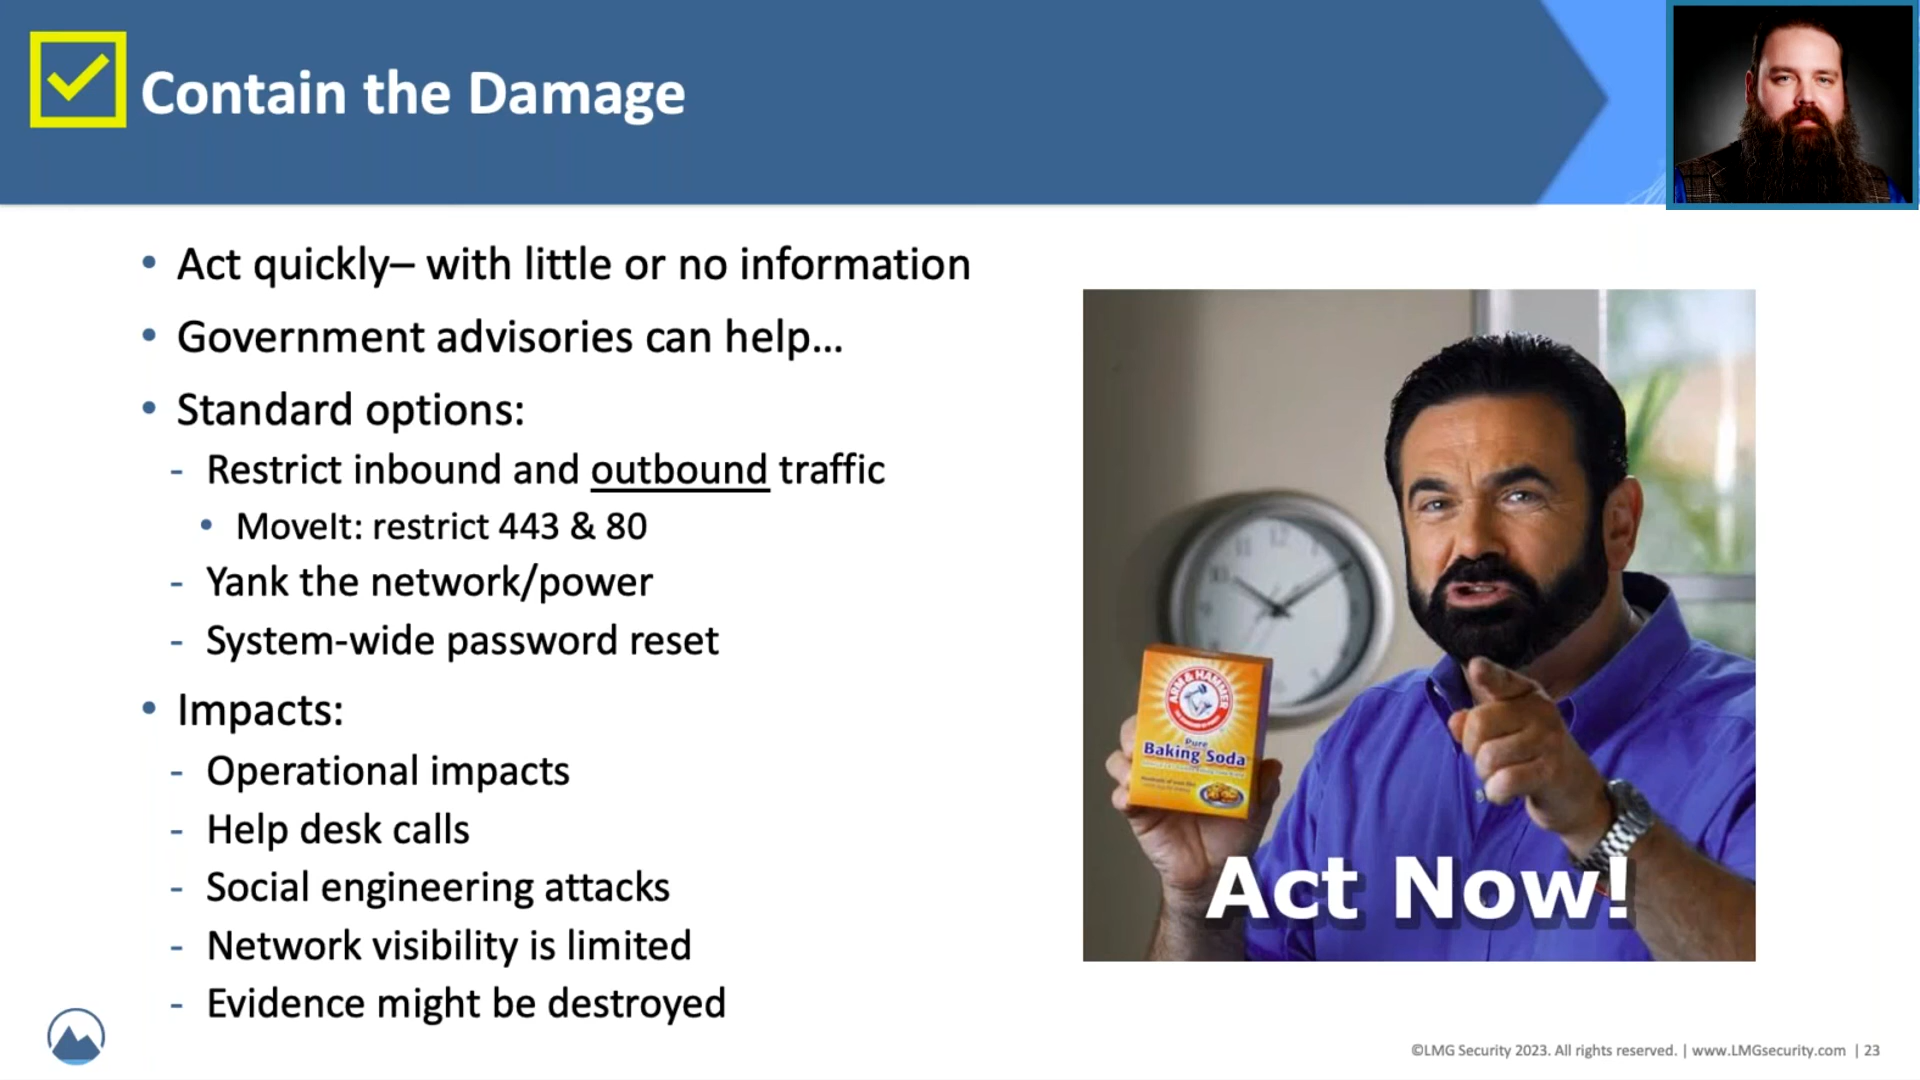 Contain the Damage
• Act quickly– with little or no information
• Government advisories can help...
• Standard options:
- Restrict inbound and outbound traffic
• MoveIt: restrict 443 & 80
- Yank the network/power
- System-wide password reset
• Impacts:
- Operational impacts
- Help desk calls
- Social engineering attacks
- Network visibility is limited
- Evidence might be destroyed
ARM & HAMMER
Pure
Baking Soda
Act Now!
©LMG Security 2023. All rights reserved. | www.LMGsecurity.com | 23